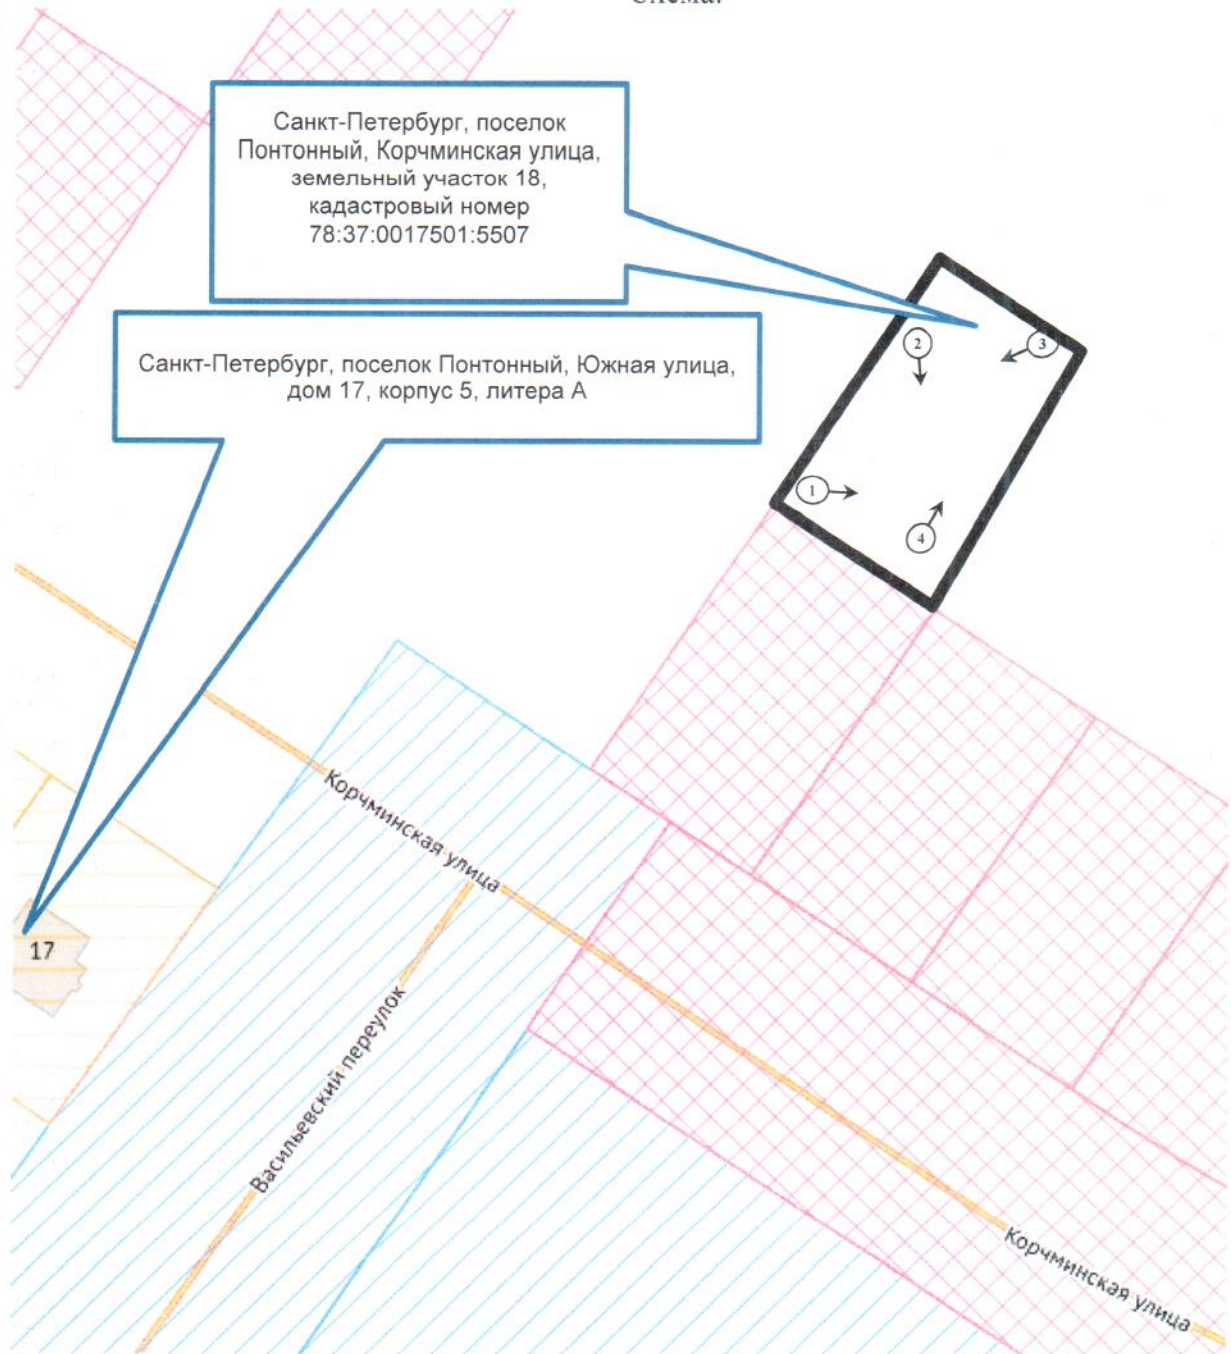 Схема:
Санкт-Петербург, поселок
Понтонный, Корчминская улица,
земельный участок 18,
кадастровый номер
78:37:0017501:5507
Санкт-Петербург, поселок Понтонный, Южная улица,
дом 17, корпус 5, литера А
2
3
1
4
Корчминская улица
17
Васильевский переулок
Корчминская улица